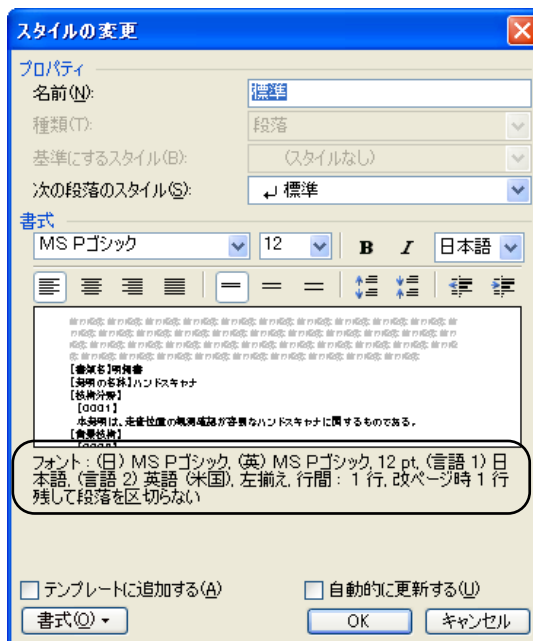 スタイルの変更
プロパティ
名前(N): 標準
種類(T): 段落
基準にするスタイル(B): (スタイルなし)
次の段落のスタイル(S): 標準
書式
MS Pゴシック 12 B I 日本語
【書類名】明細書
【発明の名称】ハンドスキャナ
【技術分野】
【0001】
本発明は、走査位置の観測確認が容易なハンドスキャナに関するものである。
【背景技術】
フォント : (日) MS Pゴシック, (英) MS Pゴシック, 12 pt, (言語 1) 日
本語, (言語 2) 英語 (米国), 左揃え, 行間 : 1 行, 改ページ時 1 行
残して段落を区切らない
テンプレートに追加する(A) 自動的に更新する(U)
書式(O) OK キャンセル